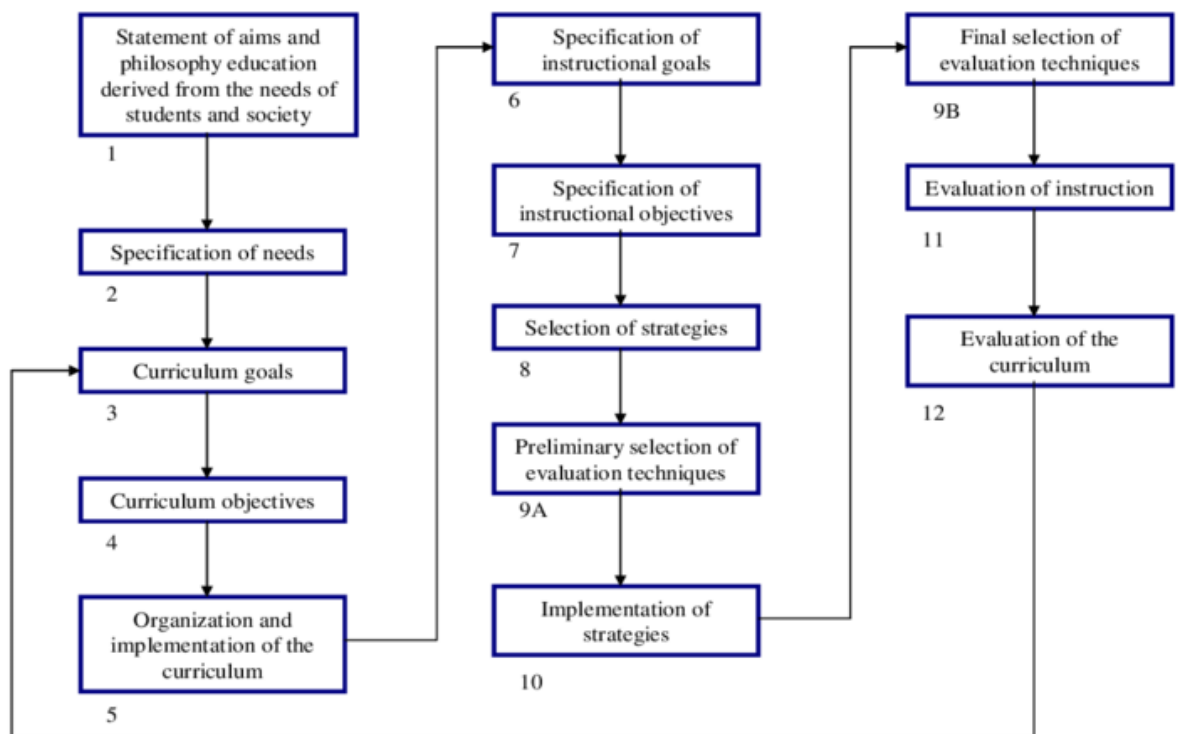 Statement of aims and
philosophy education
derived from the needs of
students and society
1
Specification of needs
2
Curriculum goals
3
Curriculum objectives
4
Organization and
implementation of the
curriculum
5
Specification of
instructional goals
6
Specification of
instructional objectives
7
Selection of strategies
8
Preliminary selection of
evaluation techniques
9A
Implementation of
strategies
10
Final selection of
evaluation techniques
9B
Evaluation of instruction
11
Evaluation of the
curriculum
12